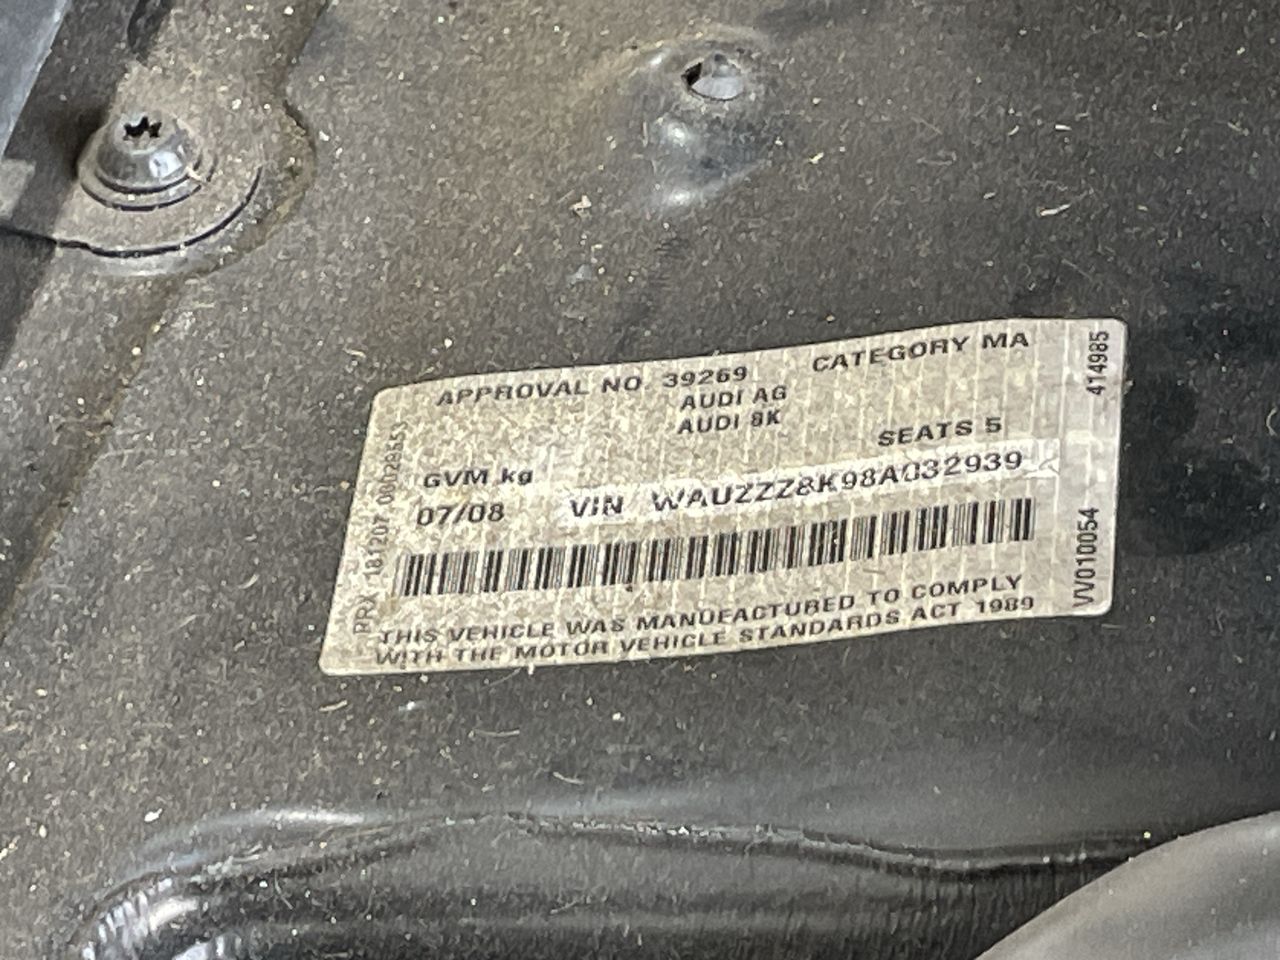 APPROVAL NO. 39269 CATEGORY MA
AUDI AG
AUDI 8K
SEATS 5
GVM kg
07/08 VIN WAUZZZ8K98A032939
THIS VEHICLE WAS MANUFACTURED TO COMPLY
WITH THE MOTOR VEHICLE STANDARDS ACT 1989
181207
414985
VV010054